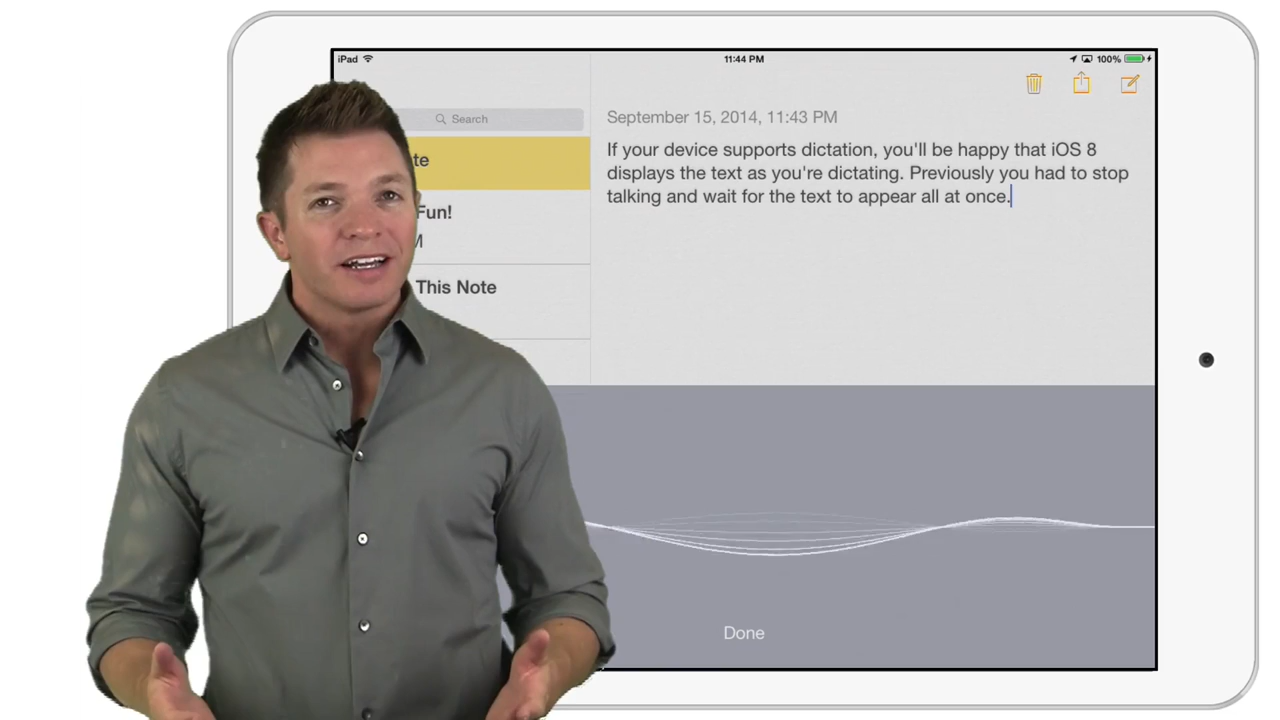 iPad
11:44 PM
100%
Search
September 15, 2014, 11:43 PM
If your device supports dictation, you'll be happy that iOS 8
displays the text as you're dictating. Previously you had to stop
talking and wait for the text to appear all at once.
te
Fun!
M
This Note
Done